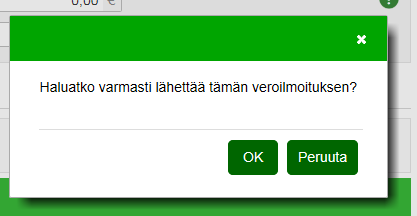 0,00 €
Haluatko varmasti lähettää tämän veroilmoituksen?
OK Peruuta